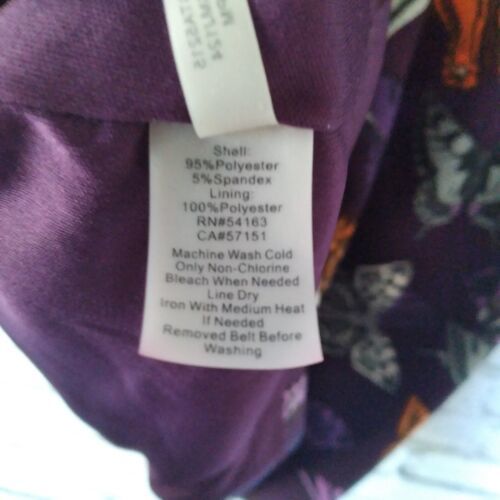 Shell:
95%Polyester
5%Spandex
Lining:
100%Polyester
RN#54163
CA#57151
Machine Wash Cold
Only Non-Chlorine
Bleach When Needed
Line Dry
Iron With Medium Heat
If Needed
Removed Belt Before
Washing